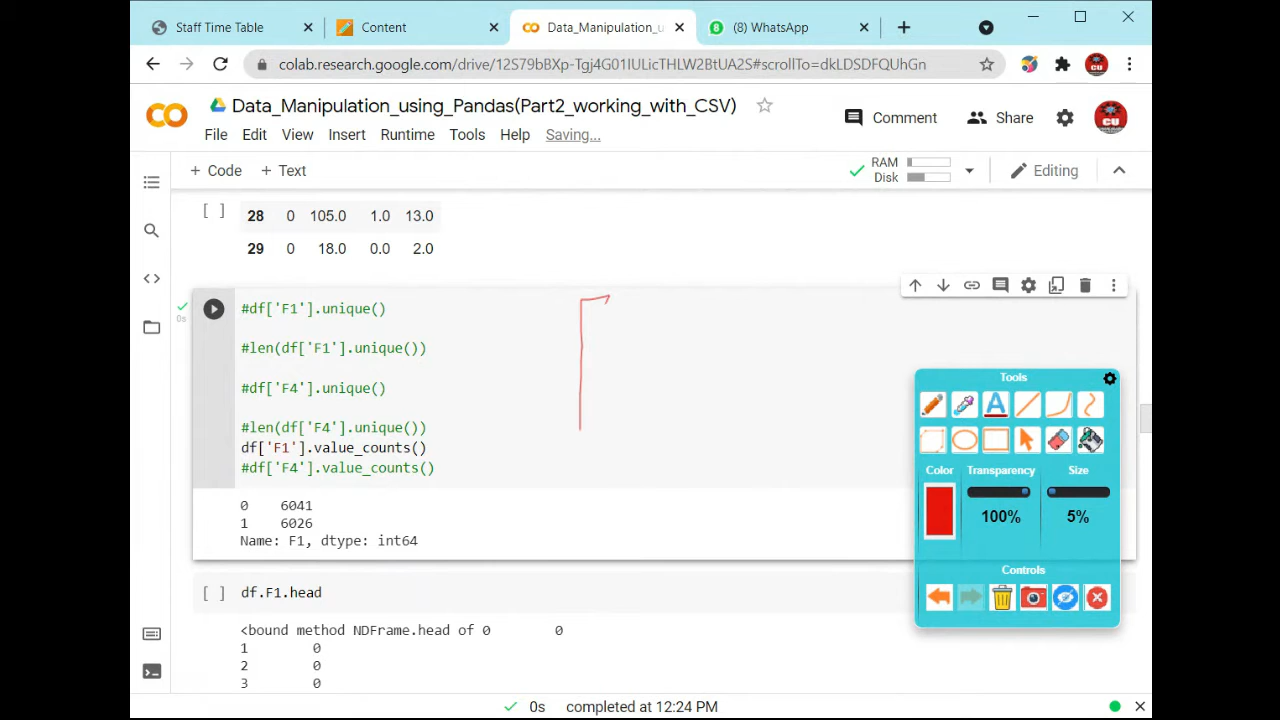 Staff Time Table
Content
Data_Manipulation_u
(8) WhatsApp
colab.research.google.com/drive/12S79bBXp-Tgj4G01IULicTHLW2BtUA2S#scrollTo=dkLDSDFQUhGn
Data_Manipulation_using_Pandas(Part2_working_with_CSV)
Comment
Share
CU
File Edit View Insert Runtime Tools Help Saving...
+ Code + Text
RAM
Disk
Editing
[ ] 28 0 105.0 1.0 13.0
29 0 18.0 0.0 2.0
0s
#df['F1'].unique()
#len(df['F1'].unique())
#df['F4'].unique()
#len(df['F4'].unique())
df['F1'].value_counts()
#df['F4'].value_counts()
0 6041
1 6026
Name: F1, dtype: int64
[ ] df.F1.head
<bound method NDFrame.head of 0 0
1 0
2 0
3 0
Tools
A
Color Transparency Size
100% 5%
Controls
0s completed at 12:24 PM